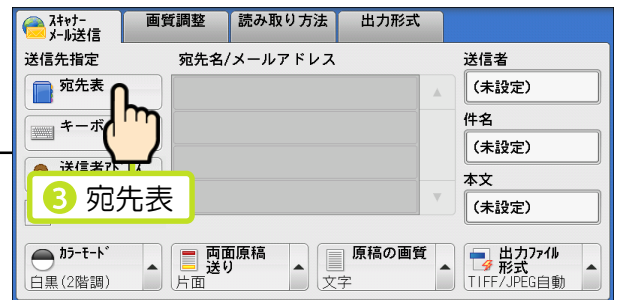 ｽｷｬﾅｰ
ﾒｰﾙ送信
画質調整
読み取り方法
出力形式
送信先指定
宛先名/メールアドレス
送信者
宛先表
(未設定)
キーボ
件名
(未設定)
送信者ｱﾄﾞﾚｽ
本文
❸ 宛先表
(未設定)
ｶﾗｰﾓｰﾄﾞ
白黒(2階調)
両面原稿
送り
片面
原稿の画質
文字
出力ﾌｧｲﾙ
形式
TIFF/JPEG自動